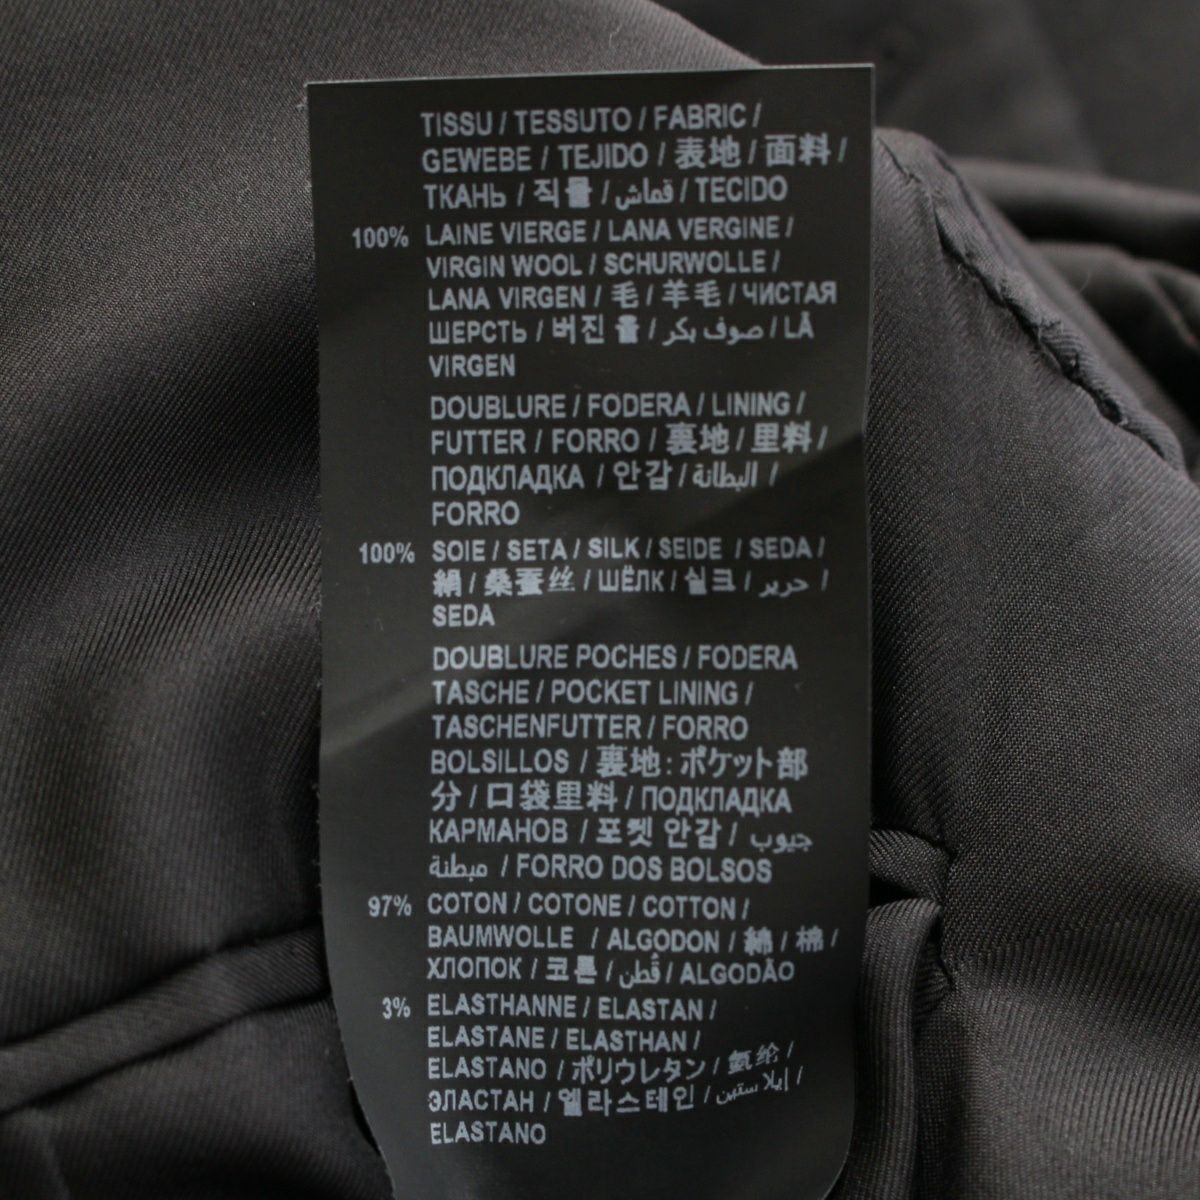 TISSU / TESSUTO / FABRIC /
GEWEBE / TEJIDO / 表地 / 面料 /
ТКАНЬ / 직물 / قماش / TECIDO
100% LAINE VIERGE / LANA VERGINE /
VIRGIN WOOL / SCHURWOLLE /
LANA VIRGEN / 毛 / 羊毛 / ЧИСТАЯ
ШЕРСТЬ / 버진 울 / صوف بكر / LÃ
VIRGEN
DOUBLURE / FODERA / LINING /
FUTTER / FORRO / 裏地 / 里料 /
ПОДКЛАДКА / 안감 / البطانة /
FORRO
100% SOIE / SETA / SILK / SEIDE / SEDA /
絹 / 桑蚕丝 / ШЁЛК / 실크 / حرير /
SEDA
DOUBLURE POCHES / FODERA
TASCHE / POCKET LINING /
TASCHENFUTTER / FORRO
BOLSILLOS / 裏地：ポケット部
分 / 口袋里料 / ПОДКЛАДКА
КАРМАНОВ / 포켓 안감 / جيوب
مبطنة / FORRO DOS BOLSOS
97% COTON / COTONE / COTTON /
BAUMWOLLE / ALGODON / 綿 / 棉 /
ХЛОПОК / 코튼 / قُطن / ALGODÃO
3% ELASTHANNE / ELASTAN /
ELASTANE / ELASTHAN /
ELASTANO / ポリウレタン / 氨纶 /
ЭЛАСТАН / 엘라스테인 / إيلاستين /
ELASTANO